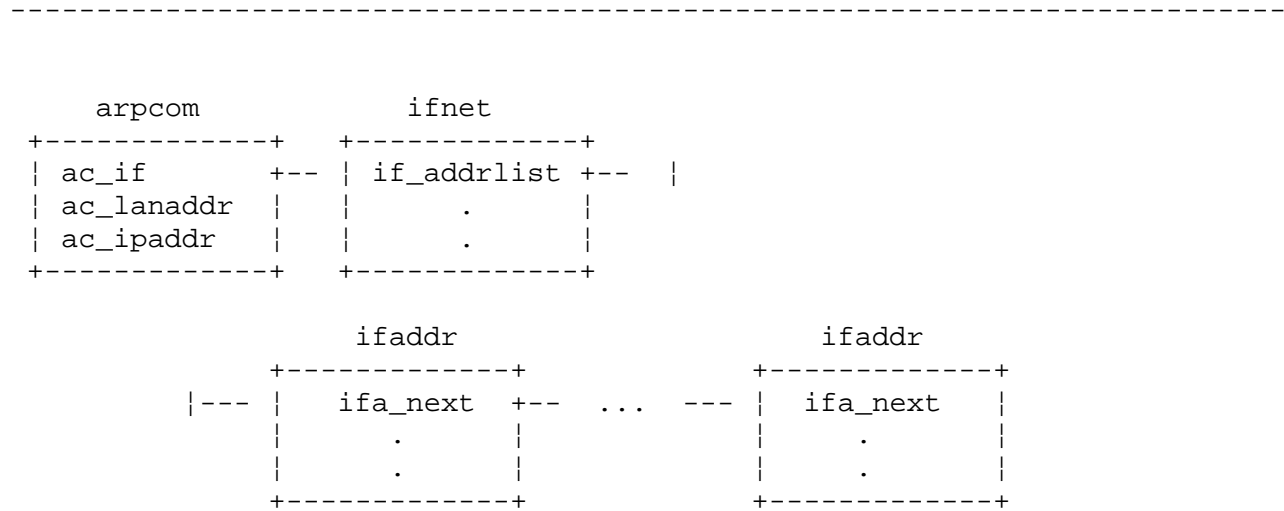 --------------------------------------------------------------------------------
arpcom ifnet
+-------------+ +-------------+
¦ ac_if +-- ¦ if_addrlist +-- ¦
¦ ac_lanaddr ¦ ¦ . ¦
¦ ac_ipaddr ¦ ¦ . ¦
+-------------+ +-------------+
ifaddr ifaddr
+-------------+ +-------------+
¦--- ¦ ifa_next +-- ... --- ¦ ifa_next ¦
¦ . ¦ ¦ . ¦
¦ . ¦ ¦ . ¦
+-------------+ +-------------+